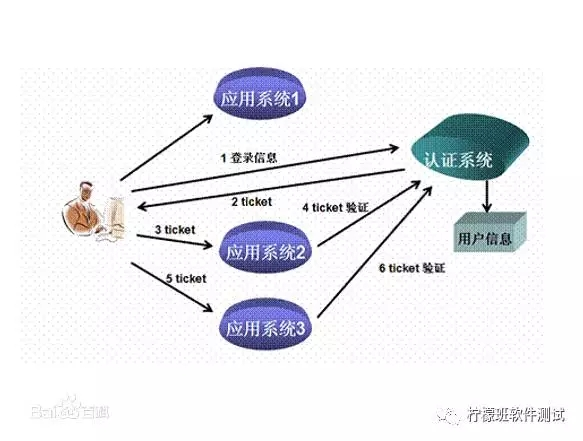 应用系统1
1 登录信息
认证系统
2 ticket
4 ticket 验证
3 ticket
应用系统2
用户信息
5 ticket
6 ticket 验证
应用系统3
Bai百科
柠檬班软件测试